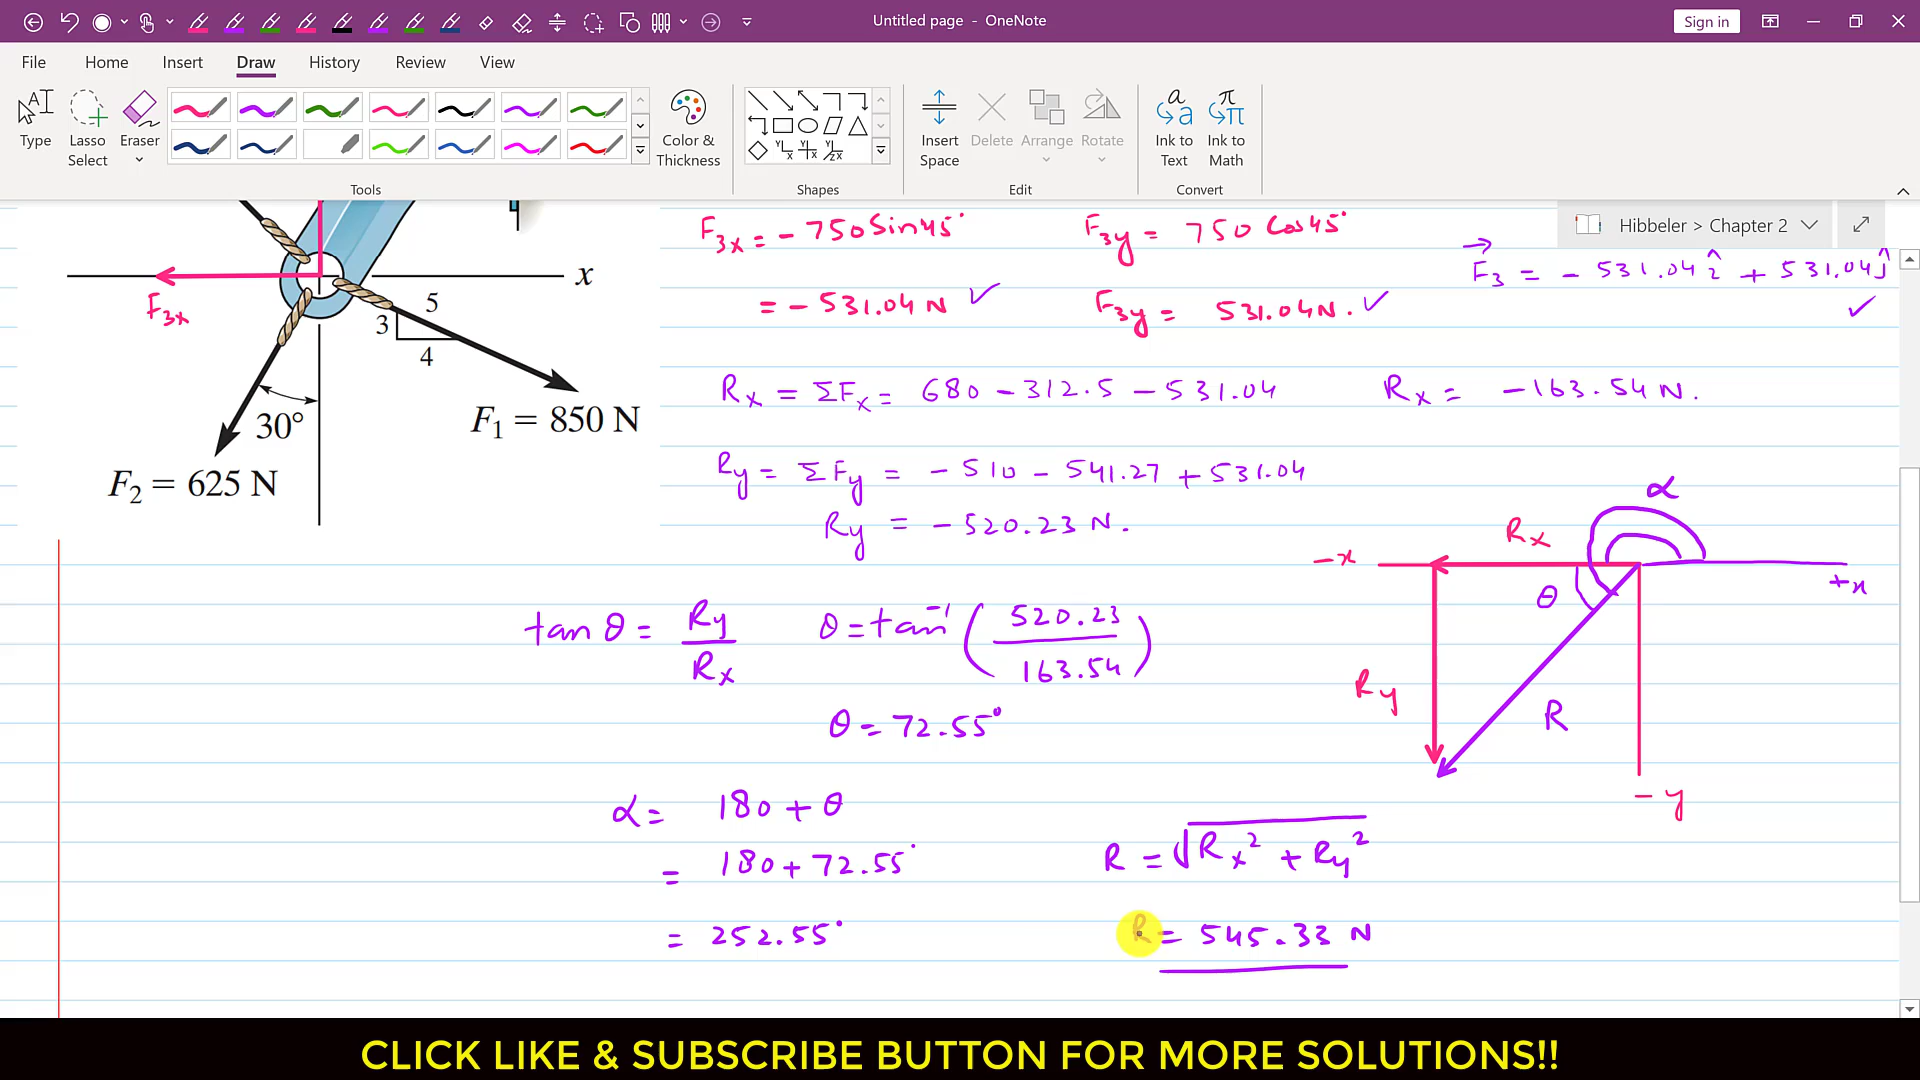 Untitled page - OneNote
Sign in
File Home Insert Draw History Review View
Type
Lasso Select
Eraser
Color & Thickness
Insert Space
Delete
Arrange
Rotate
Ink to Text
Ink to Math
Tools
Shapes
Edit
Convert
Hibbeler > Chapter 2
F3x = - 750 Sin45°
F3y = 750 Cos45°
F3 = - 531.04 î + 531.04 ĵ
= - 531.04 N ✓
F3y = 531.04 N. ✓
✓
x
F3x
5
3
4
30°
F1 = 850 N
F2 = 625 N
Rx = ΣFx = 680 - 312.5 - 531.04
Rx = -163.54 N.
Ry = ΣFy = - 510 - 541.27 + 531.04
Ry = - 520.23 N.
α
Rx
-x
+x
θ
Ry
R
-y
tan θ = Ry / Rx
θ = tan⁻¹ (520.23 / 163.54)
θ = 72.55°
α = 180 + θ
= 180 + 72.55°
= 252.55°
R = √Rx² + Ry²
R = 545.33 N
CLICK LIKE & SUBSCRIBE BUTTON FOR MORE SOLUTIONS!!